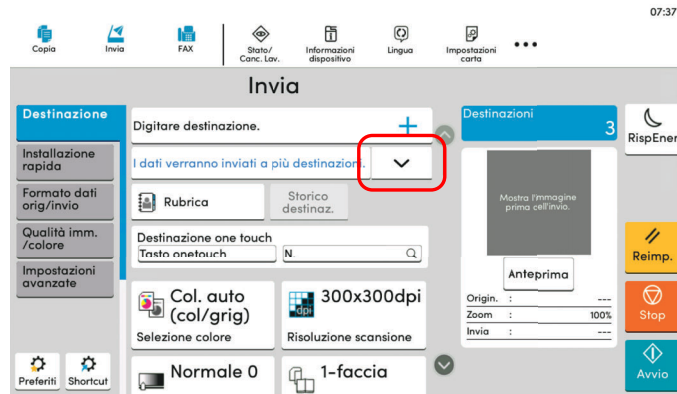 07:37
Copia
Invia
FAX
Stato/
Canc. Lav.
Informazioni
dispositivo
Lingua
Impostazioni
carta
Invia
Destinazione
Installazione
rapida
Formato dati
orig/invio
Qualità imm.
/colore
Impostazioni
avanzate
Preferiti
Shortcut
Digitare destinazione.
I dati verranno inviati a più destinazioni.
Rubrica
Storico
destinaz.
Destinazione one touch
Tasto onetouch
N.
Col. auto
(col/grig)
Selezione colore
dpi
300x300dpi
Risoluzione scansione
Normale 0
1-faccia
Destinazioni
3
Mostra l'mmagine
prima cell'invio.
Anteprima
Origin. : ---
Zoom : 100%
Invia : ---
RispEner
Reimp.
Stop
Avvio